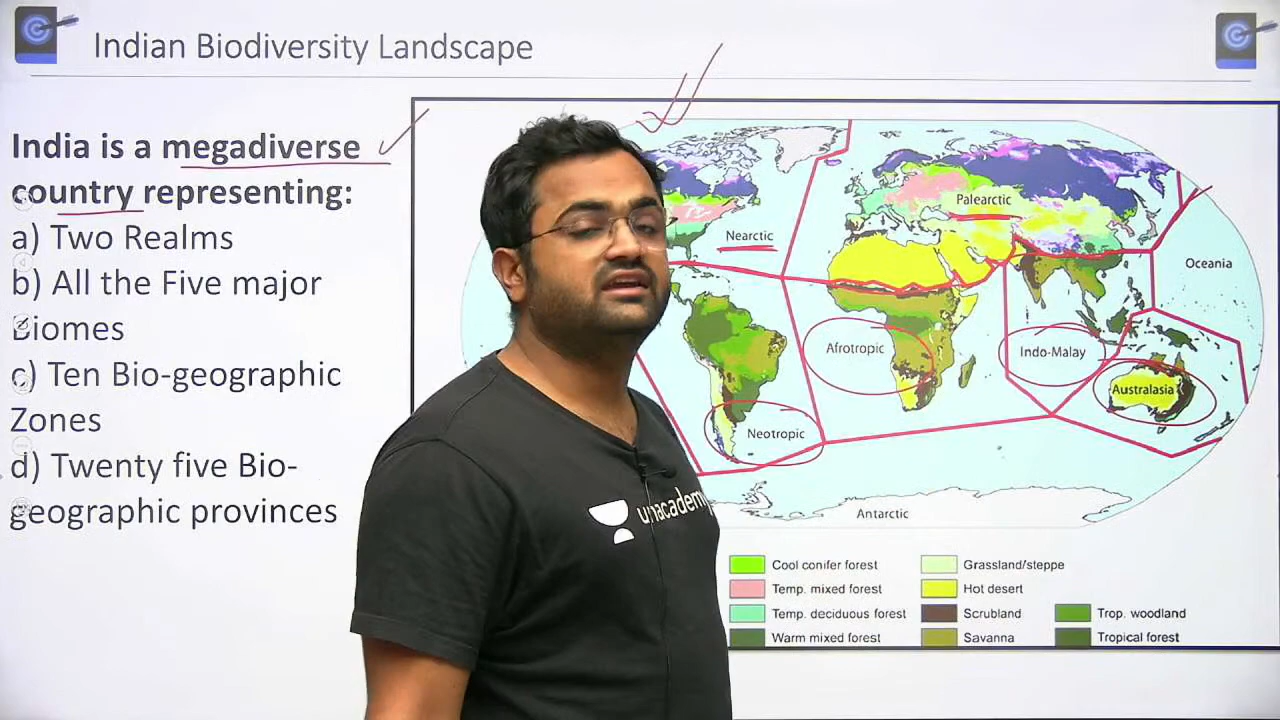 Indian Biodiversity Landscape
India is a megadiverse
country representing:
a) Two Realms
b) All the Five major
Biomes
c) Ten Bio-geographic
Zones
d) Twenty five Bio-
geographic provinces
Nearctic
Palearctic
Oceania
Afrotropic
Indo-Malay
Australasia
Neotropic
Antarctic
unacademy
Cool conifer forest
Temp. mixed forest
Temp. deciduous forest
Warm mixed forest
Grassland/steppe
Hot desert
Scrubland
Savanna
Trop. woodland
Tropical forest